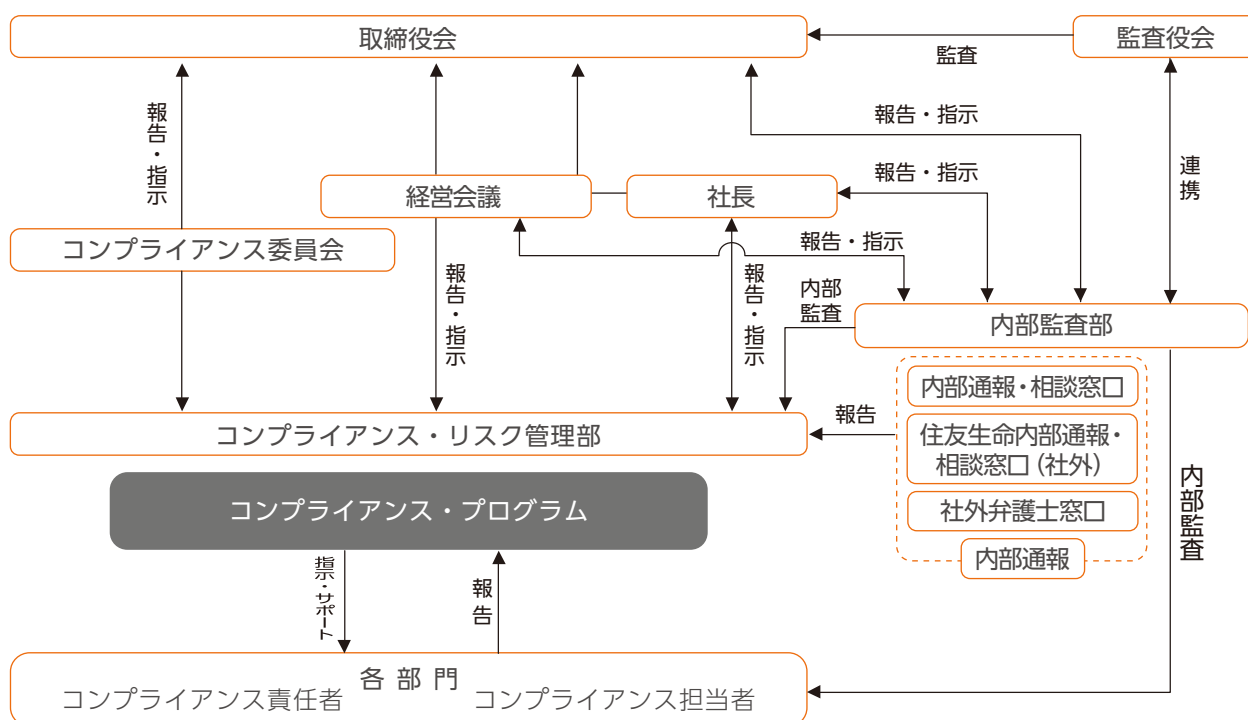 取締役会
監査役会
監査
報告・指示
報告・指示
連携
経営会議
社長
報告・指示
コンプライアンス委員会
報告・指示
報告・指示
報告・指示
内部
監査
内部監査部
内部通報・相談窓口
報告
コンプライアンス・リスク管理部
住友生命内部通報・
相談窓口（社外）
コンプライアンス・プログラム
社外弁護士窓口
内部監査
内部通報
指示・サポート
報告
各部門
コンプライアンス責任者
コンプライアンス担当者